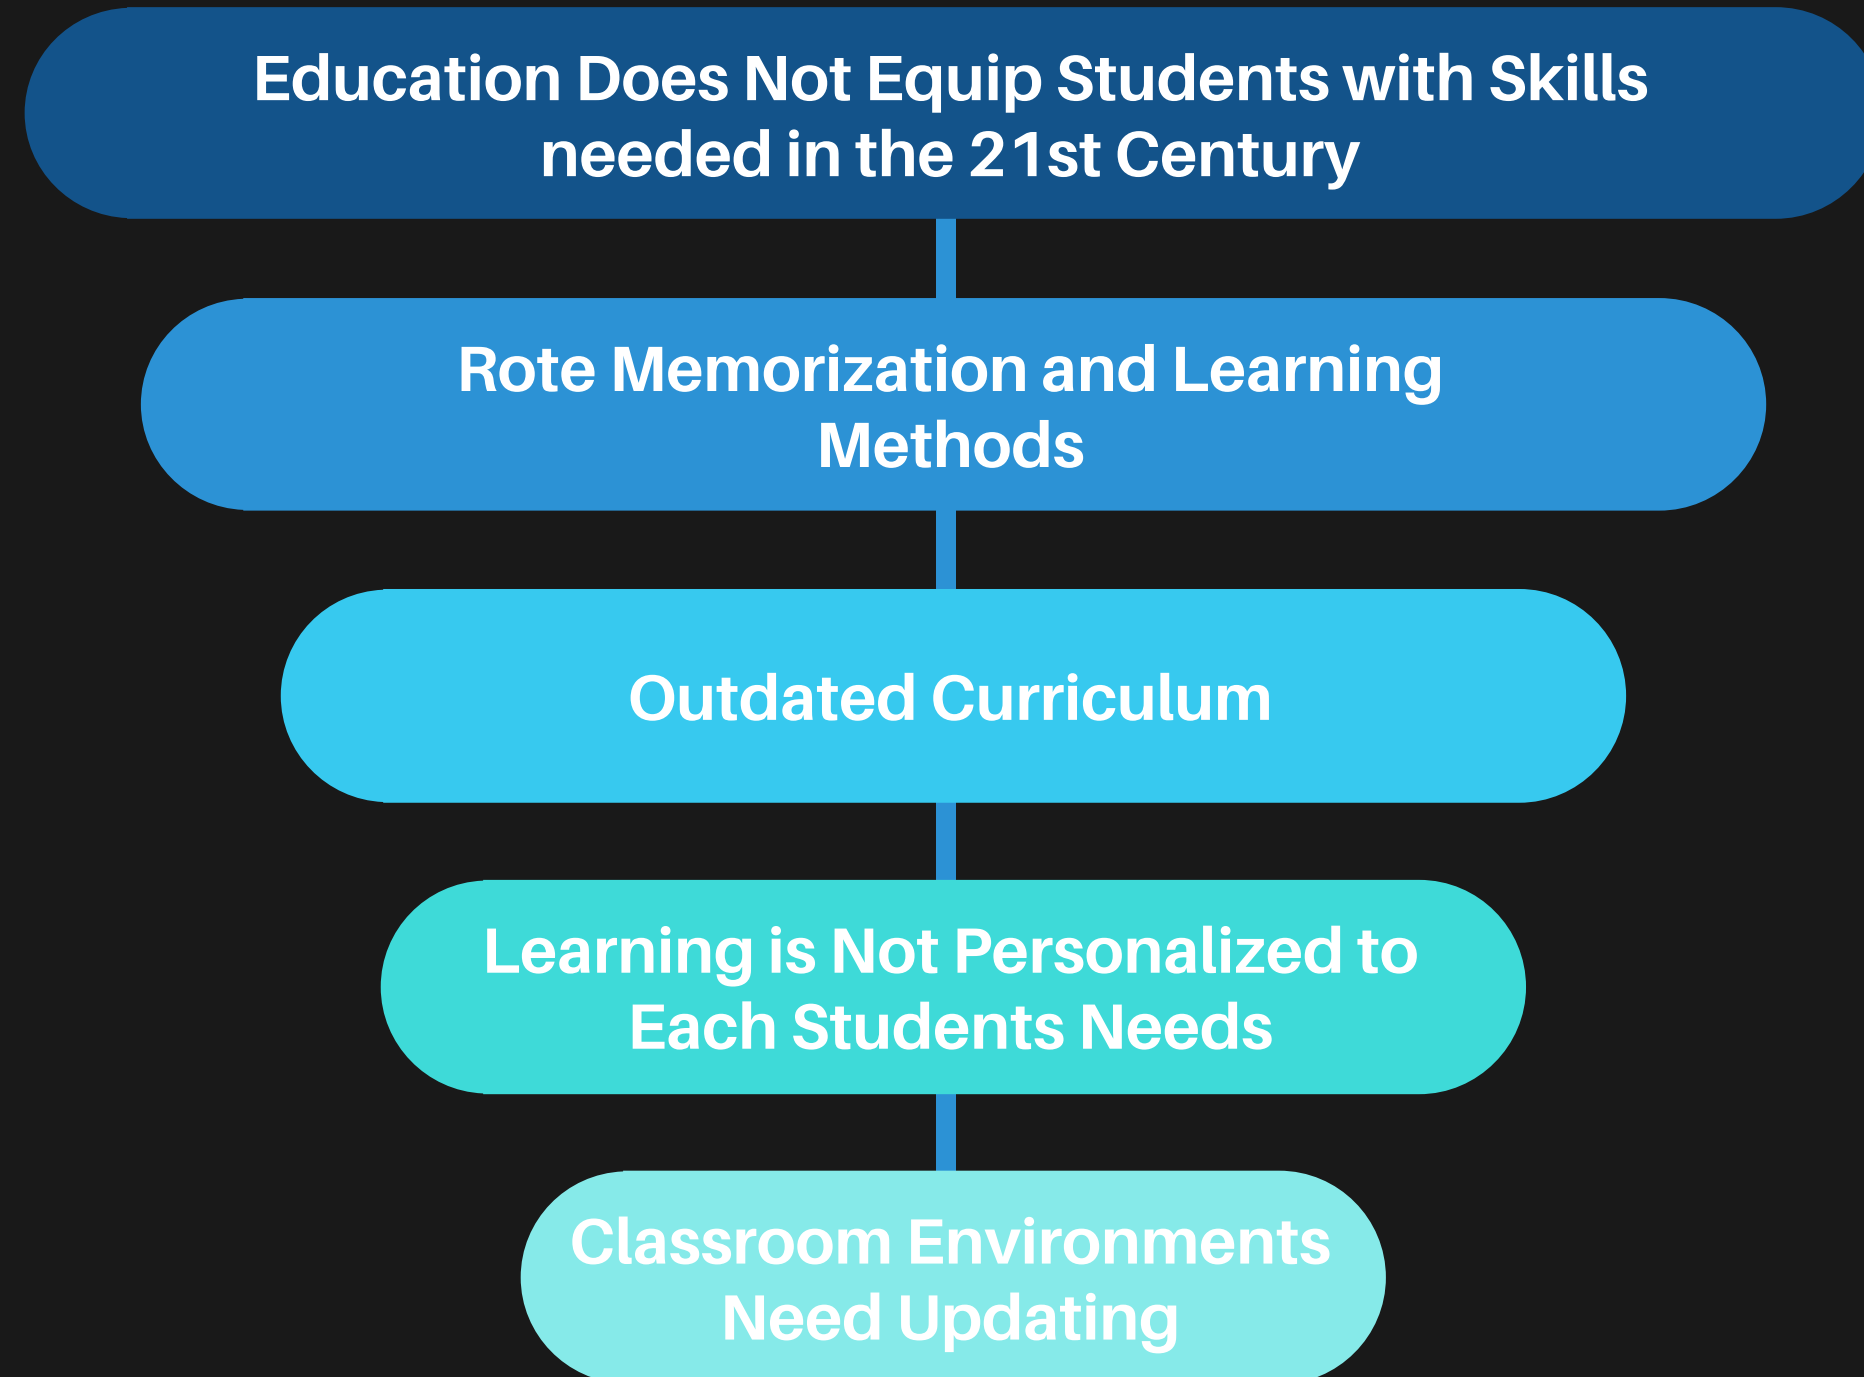 Education Does Not Equip Students with Skills
needed in the 21st Century
Rote Memorization and Learning
Methods
Outdated Curriculum
Learning is Not Personalized to
Each Students Needs
Classroom Environments
Need Updating